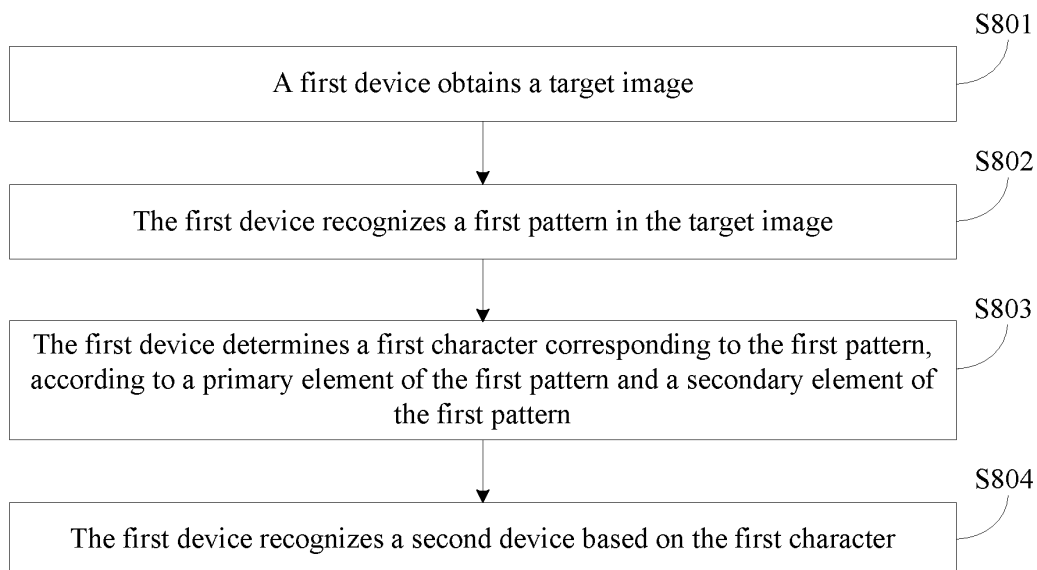 S801
A first device obtains a target image
S802
The first device recognizes a first pattern in the target image
S803
The first device determines a first character corresponding to the first pattern,
according to a primary element of the first pattern and a secondary element of
the first pattern
S804
The first device recognizes a second device based on the first character